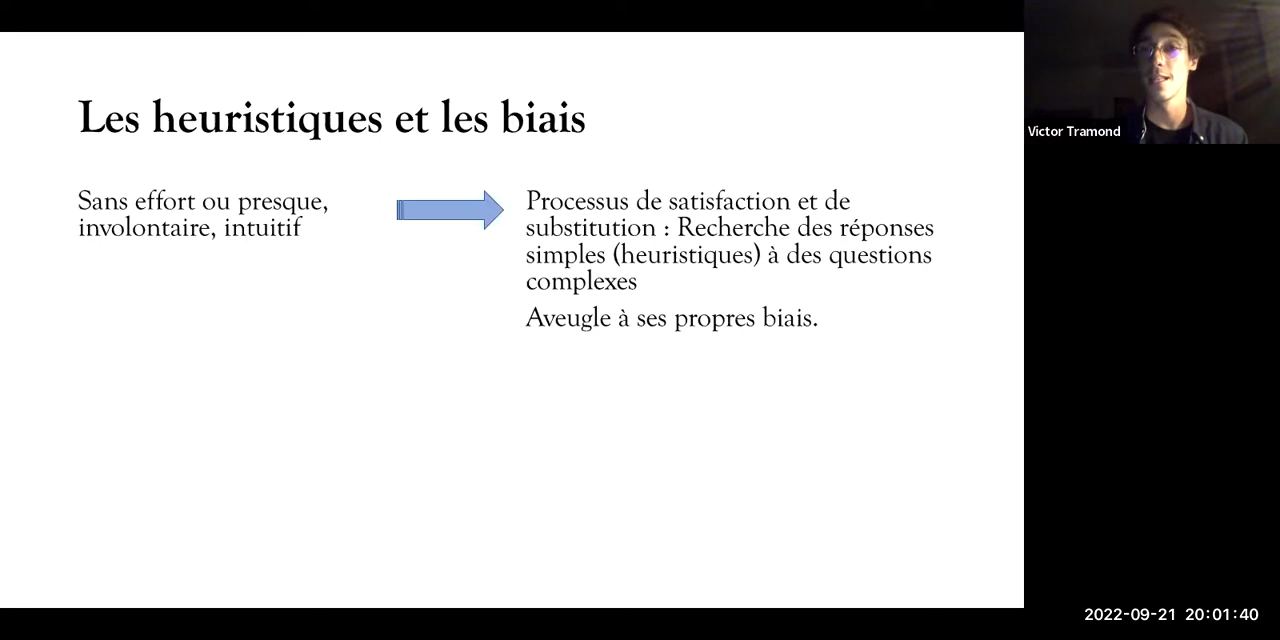 Les heuristiques et les biais
Sans effort ou presque,
involontaire, intuitif
Processus de satisfaction et de
substitution : Recherche des réponses
simples (heuristiques) à des questions
complexes
Aveugle à ses propres biais.
Victor Tramond
2022-09-21 20:01:40